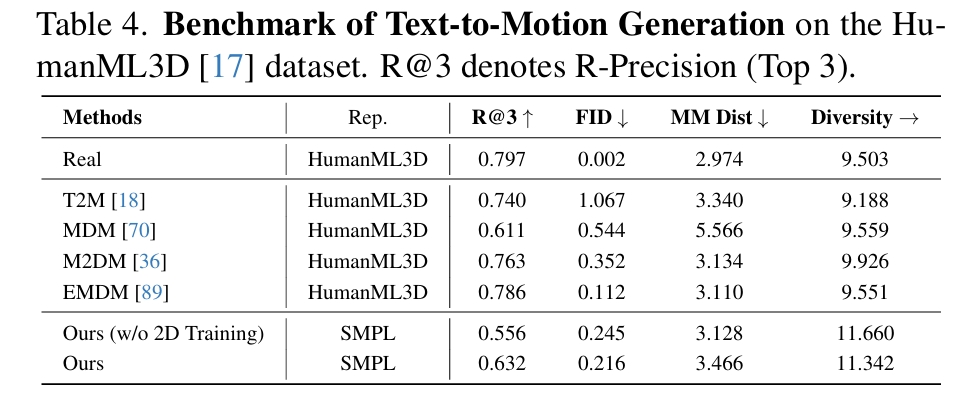 Table 4. Benchmark of Text-to-Motion Generation on the Hu-
manML3D [17] dataset. R@3 denotes R-Precision (Top 3).
Methods Rep. R@3 ↑ FID ↓ MM Dist ↓ Diversity →
Real HumanML3D 0.797 0.002 2.974 9.503
T2M [18] HumanML3D 0.740 1.067 3.340 9.188
MDM [70] HumanML3D 0.611 0.544 5.566 9.559
M2DM [36] HumanML3D 0.763 0.352 3.134 9.926
EMDM [89] HumanML3D 0.786 0.112 3.110 9.551
Ours (w/o 2D Training) SMPL 0.556 0.245 3.128 11.660
Ours SMPL 0.632 0.216 3.466 11.342